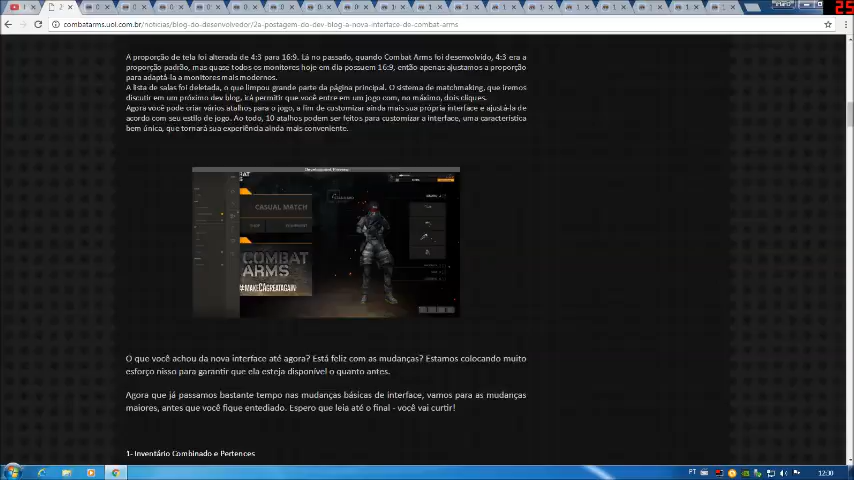 25
combatarms.uol.com.br/noticias/blog-do-desenvolvedor/2a-postagem-do-dev-blog-a-nova-interface-de-combat-arms
A proporção de tela foi alterada de 4:3 para 16:9. Lá no passado, quando Combat Arms foi desenvolvido, 4:3 era a
proporção padrão, mas quase todos os monitores hoje em dia possuem 16:9, então apenas ajustamos a proporção
para adaptá-la a monitores mais modernos.
A lista de salas foi deletada, o que limpou grande parte da página principal. O sistema de matchmaking, que iremos
discutir em um próximo dev blog, irá permitir que você entre em um jogo com, no máximo, dois cliques.
Agora você pode criar vários atalhos para o jogo, a fim de customizar ainda mais sua própria interface e ajustá-la de
acordo com seu estilo de jogo. Ao todo, 10 atalhos podem ser feitos para customizar a interface, uma característica
bem única, que tornará sua experiência ainda mais conveniente.
CASUAL MATCH
COMBAT
ARMS
#MAKECAGREATAGAIN
O que você achou da nova interface até agora? Está feliz com as mudanças? Estamos colocando muito
esforço nisso para garantir que ela esteja disponível o quanto antes.
Agora que já passamos bastante tempo nas mudanças básicas de interface, vamos para as mudanças
maiores, antes que você fique entediado. Espero que leia até o final - você vai curtir!
1- Inventário Combinado e Pertences
PT
12:30